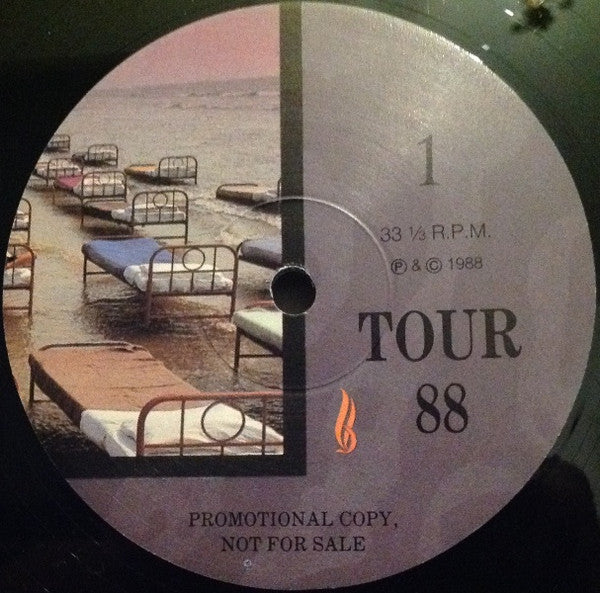 1
33 ⅓ R.P.M.
℗ & © 1988
TOUR
88
PROMOTIONAL COPY,
NOT FOR SALE